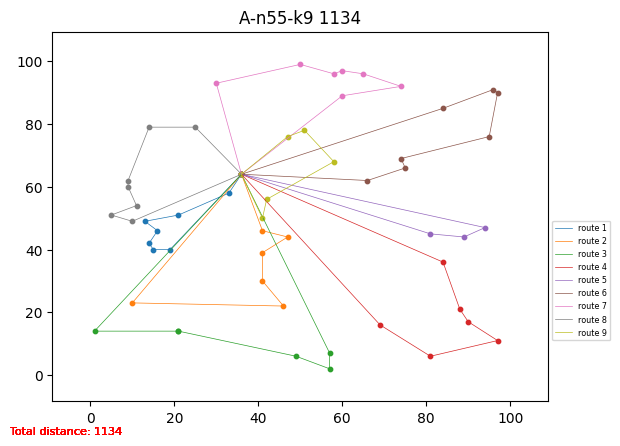 A-n55-k9 1134
100
80
60
40
20
0
0 20 40 60 80 100
route 1
route 2
route 3
route 4
route 5
route 6
route 7
route 8
route 9
Total distance: 1134